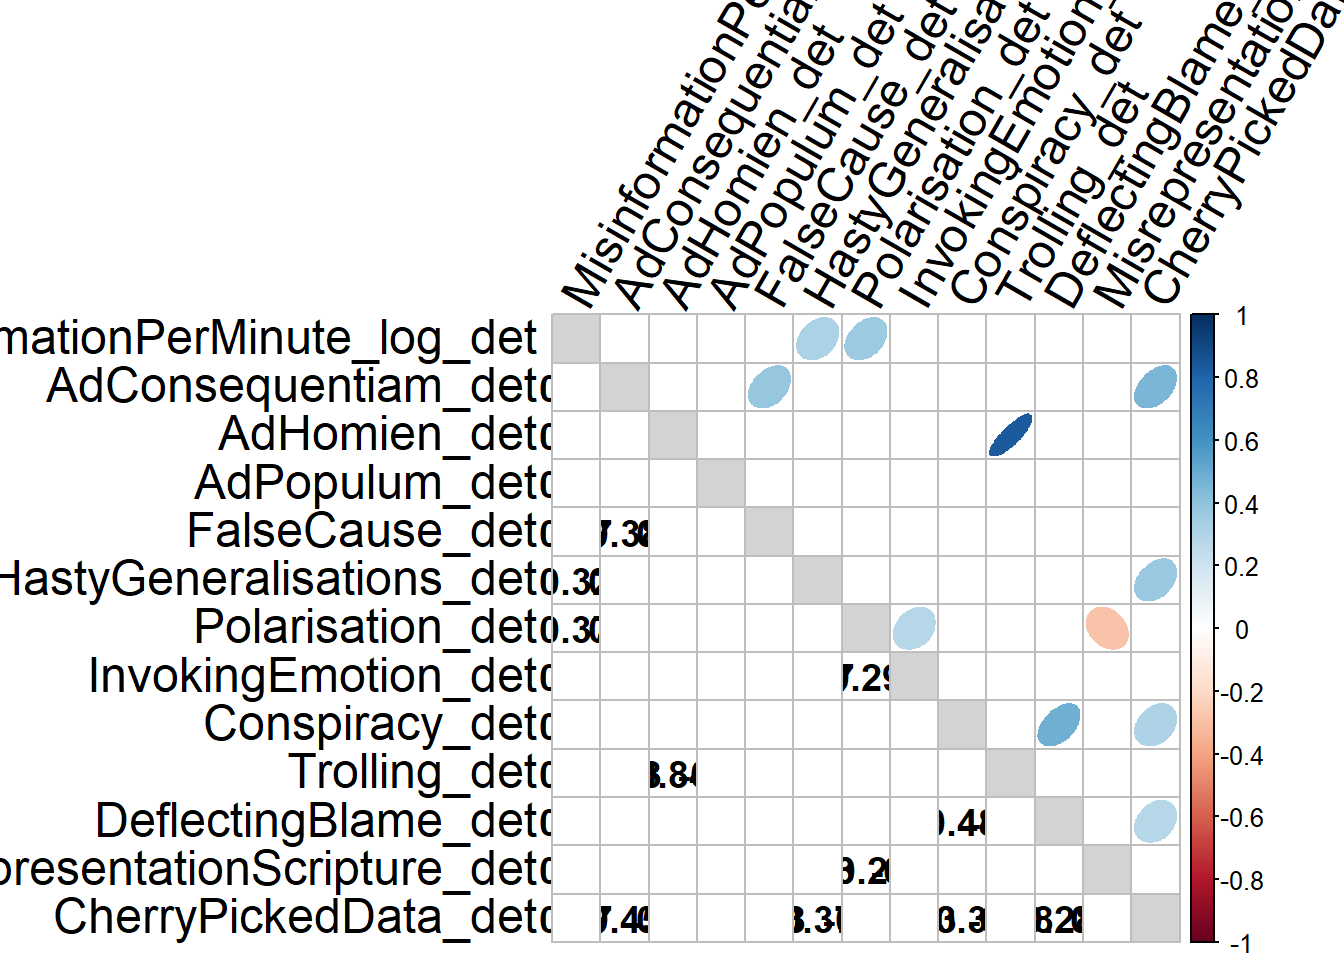 MisinformationPe
AdConsequentia
AdHomien_det
AdPopulum_det
FalseCause_det
HastyGeneralisa
Polarisation_det
InvokingEmotion_
Conspiracy_det
Trolling_det
DeflectingBlame_
Misrepresentatio
CherryPickedDa
mationPerMinute_log_det
AdConsequentiam_det
AdHomien_det
AdPopulum_det
FalseCause_det
HastyGeneralisations_det
Polarisation_det
InvokingEmotion_det
Conspiracy_det
Trolling_det
DeflectingBlame_det
presentationScripture_det
CherryPickedData_det
1
0.8
0.6
0.4
0.2
0
-0.2
-0.4
-0.6
-0.8
-1